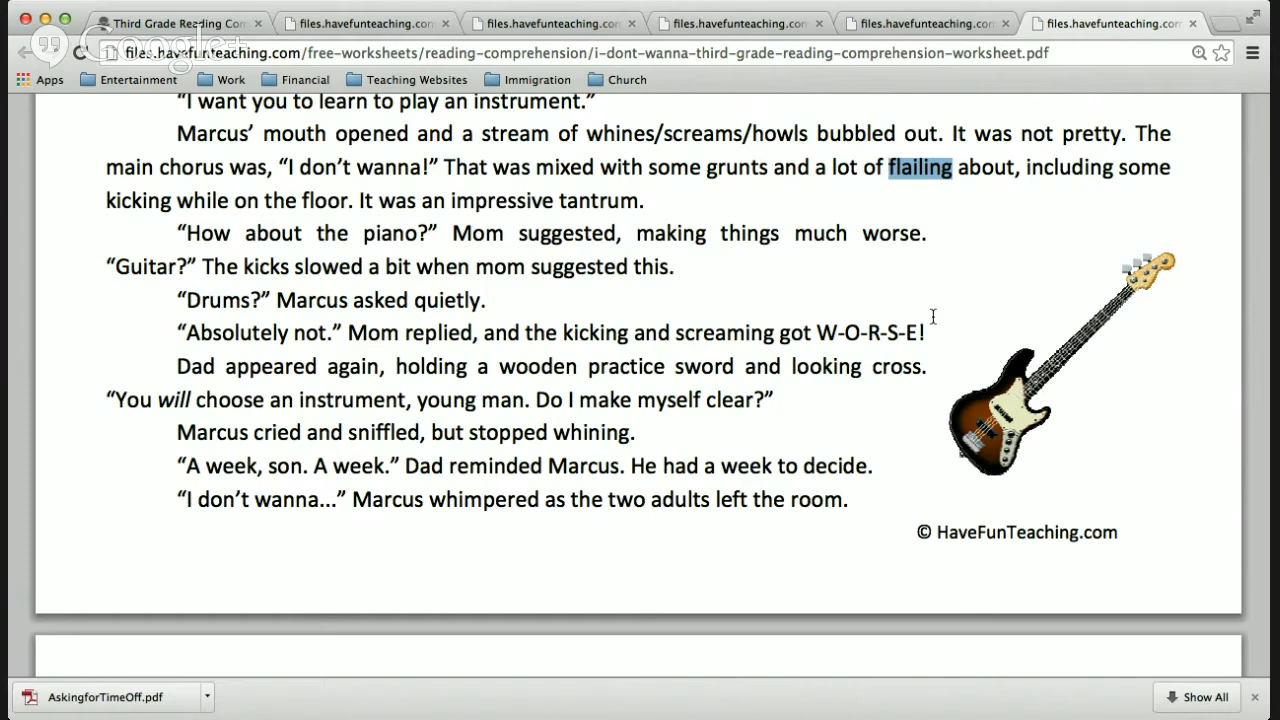 Third Grade Reading Com
files.havefunteaching.com/
files.havefunteaching.com/
files.havefunteaching.com/
files.havefunteaching.com/
files.havefunteaching.com/
Google+
files.havefunteaching.com/free-worksheets/reading-comprehension/i-dont-wanna-third-grade-reading-comprehension-worksheet.pdf
Apps Entertainment Work Financial Teaching Websites Immigration Church
“I want you to learn to play an instrument.”
Marcus’ mouth opened and a stream of whines/screams/howls bubbled out. It was not pretty. The
main chorus was, “I don’t wanna!” That was mixed with some grunts and a lot of flailing about, including some
kicking while on the floor. It was an impressive tantrum.
“How about the piano?” Mom suggested, making things much worse.
“Guitar?” The kicks slowed a bit when mom suggested this.
“Drums?” Marcus asked quietly.
“Absolutely not.” Mom replied, and the kicking and screaming got W-O-R-S-E!
Dad appeared again, holding a wooden practice sword and looking cross.
“You will choose an instrument, young man. Do I make myself clear?”
Marcus cried and sniffled, but stopped whining.
“A week, son. A week.” Dad reminded Marcus. He had a week to decide.
“I don’t wanna...” Marcus whimpered as the two adults left the room.
© HaveFunTeaching.com
AskingforTimeOff.pdf
Show All